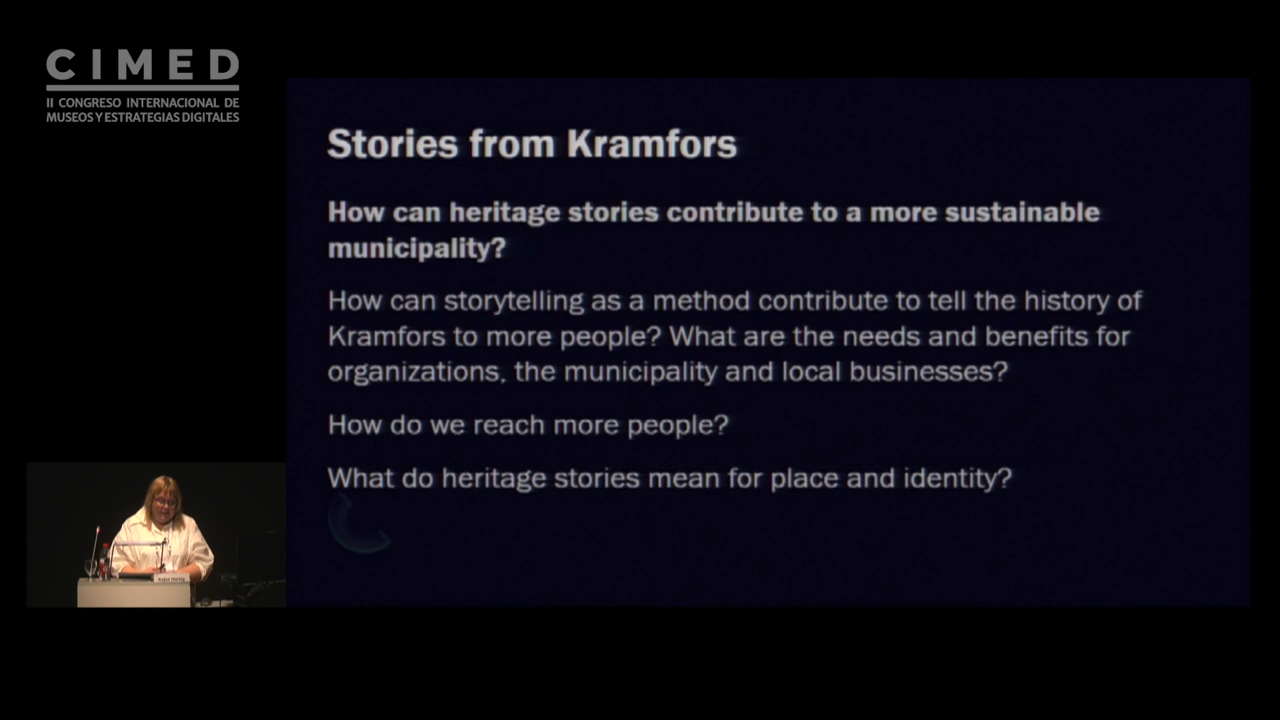 CIMED
II CONGRESO INTERNACIONAL DE
MUSEOS Y ESTRATEGIAS DIGITALES
Stories from Kramfors
How can heritage stories contribute to a more sustainable
municipality?
How can storytelling as a method contribute to tell the history of
Kramfors to more people? What are the needs and benefits for
organizations, the municipality and local businesses?
How do we reach more people?
What do heritage stories mean for place and identity?